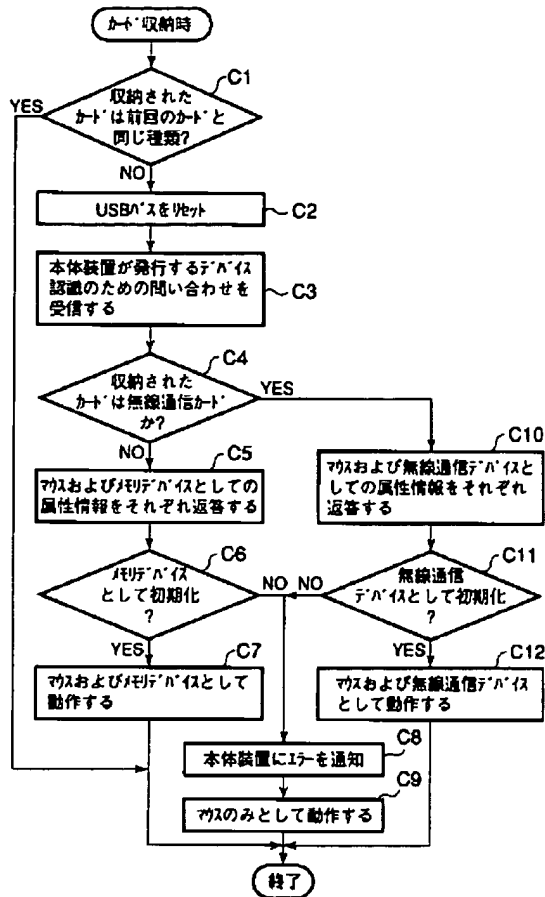 カード収納時
C1
YES
収納された
カードは前回のカードと
同じ種類?
NO
USBバスをリセット
C2
本体装置が発行するデバイス
認識のための問い合わせを
受信する
C3
C4
収納された
カードは無線通信カード
か?
YES
NO
C5
マウスおよびメモリデバイスとしての
属性情報をそれぞれ返答する
C10
マウスおよび無線通信デバイスと
しての属性情報をそれぞれ
返答する
C6
メモリデバイス
として初期化
?
NO
NO
C11
無線通信
デバイスとして初期化
?
YES
C7
マウスおよびメモリデバイスとして
動作する
YES
C12
マウスおよび無線通信デバイス
として動作する
C8
本体装置にエラーを通知
C9
マウスのみとして動作する
終了